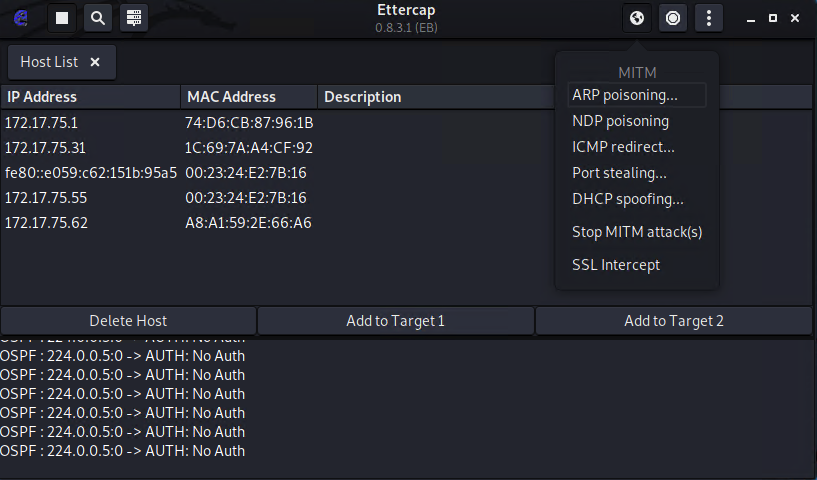 Ettercap
0.8.3.1 (EB)
Host List ×
MITM
ARP poisoning...
NDP poisoning
ICMP redirect...
Port stealing...
DHCP spoofing...
Stop MITM attack(s)
SSL Intercept
IP Address MAC Address Description
172.17.75.1 74:D6:CB:87:96:1B
172.17.75.31 1C:69:7A:A4:CF:92
fe80::e059:c62:151b:95a5 00:23:24:E2:7B:16
172.17.75.55 00:23:24:E2:7B:16
172.17.75.62 A8:A1:59:2E:66:A6
Delete Host Add to Target 1 Add to Target 2
OSPF : 224.0.0.5:0 -> AUTH: No Auth
OSPF : 224.0.0.5:0 -> AUTH: No Auth
OSPF : 224.0.0.5:0 -> AUTH: No Auth
OSPF : 224.0.0.5:0 -> AUTH: No Auth
OSPF : 224.0.0.5:0 -> AUTH: No Auth
OSPF : 224.0.0.5:0 -> AUTH: No Auth
OSPF : 224.0.0.5:0 -> AUTH: No Auth